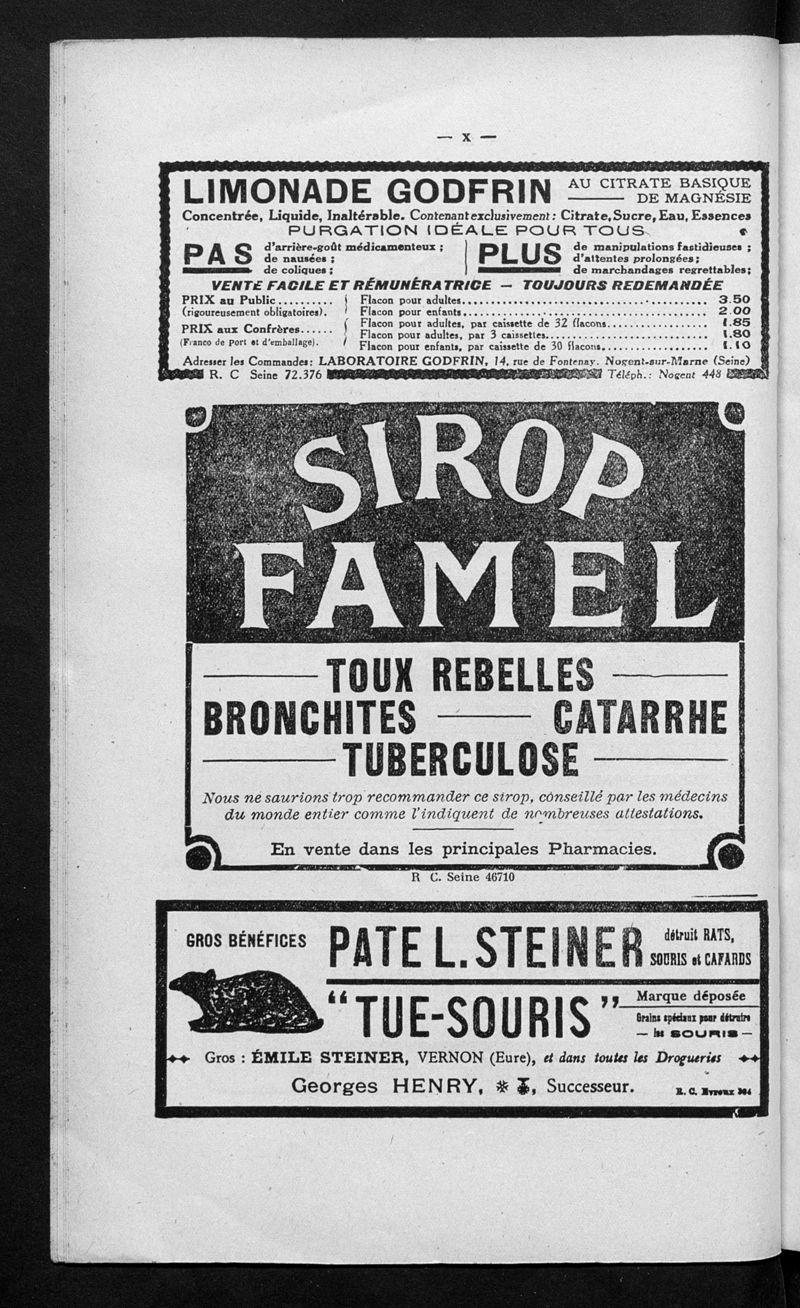 — X —
LIMONADE GODFRIN AU CITRATE BASIQUE
DE MAGNÉSIE
Concentrée, Liquide, Inaltérable. Contenant exclusivement : Citrate, Sucre, Eau, Essences
PURGATION IDÉALE POUR TOUS
PAS d'arrière-goût médicamenteux ;
de nausées ;
de coliques ;
PLUS de manipulations fastidieuses ;
d'attentes prolongées ;
de marchandages regrettables ;
VENTE FACILE ET RÉMUNÉRATRICE — TOUJOURS REDEMANDÉE
PRIX au Public..........
(rigoureusement obligatoires).
Flacon pour adultes.......... 3.50
Flacon pour enfants.......... 2.00
PRIX aux Confrères......
(Franco de Port et d'emballage).
Flacon pour adultes, par caissette de 32 flacons.......... 1.85
Flacon pour adultes, par 3 caissettes.......... 1.80
Flacon pour enfants, par caissette de 30 flacons.......... 1.10
Adresser les Commandes : LABORATOIRE GODFRIN, 14, rue de Fontenay. Nogent-sur-Marne (Seine)
R. C Seine 72.376 Téléph. : Nogent 448
SIROP
FAMEL
TOUX REBELLES
BRONCHITES — CATARRHE
TUBERCULOSE
Nous ne saurions trop recommander ce sirop, conseillé par les médecins
du monde entier comme l'indiquent de nombreuses attestations.
En vente dans les principales Pharmacies.
R C. Seine 46710
GROS BÉNÉFICES
PATE L. STEINER détruit RATS,
SOURIS et CAFARDS
"TUE-SOURIS" Marque déposée
Grains spéciaux pour détruire
— les SOURIS —
Gros : ÉMILE STEINER, VERNON (Eure), et dans toutes les Drogueries
Georges HENRY, Successeur.
R. C. Evreux